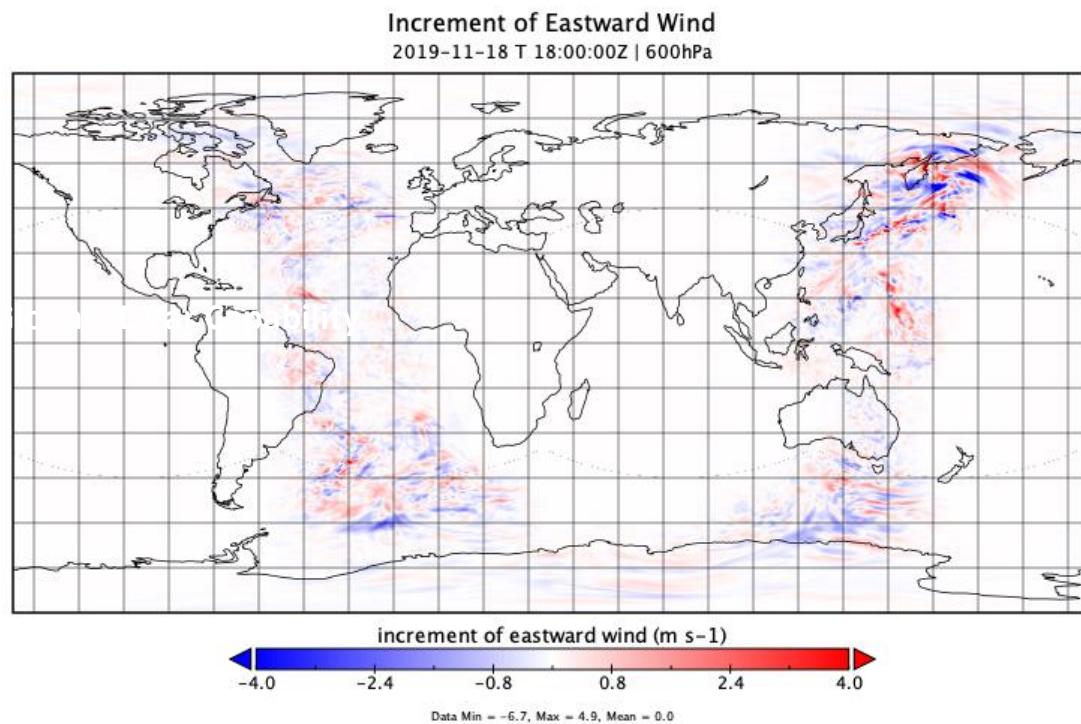 Increment of Eastward Wind
2019-11-18 T 18:00:00Z | 600hPa
increment of eastward wind (m s-1)
-4.0 -2.4 -0.8 0.8 2.4 4.0
Data Min = -6.7, Max = 4.9, Mean = 0.0